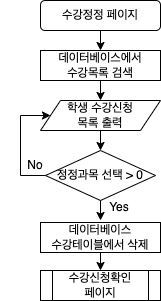 수강정정 페이지
데이터베이스에서
수강목록 검색
학생 수강신청
목록 출력
정정과목 선택 > 0
No
Yes
데이터베이스
수강테이블에서 삭제
수강신청확인
페이지